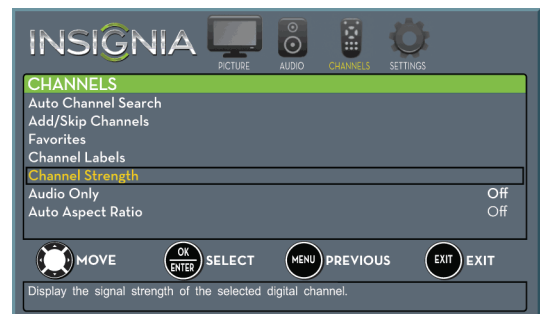 INSIGNIA
PICTURE AUDIO CHANNELS SETTINGS
CHANNELS
Auto Channel Search
Add/Skip Channels
Favorites
Channel Labels
Channel Strength
Audio Only Off
Auto Aspect Ratio Off
MOVE OK ENTER SELECT MENU PREVIOUS EXIT EXIT
Display the signal strength of the selected digital channel.